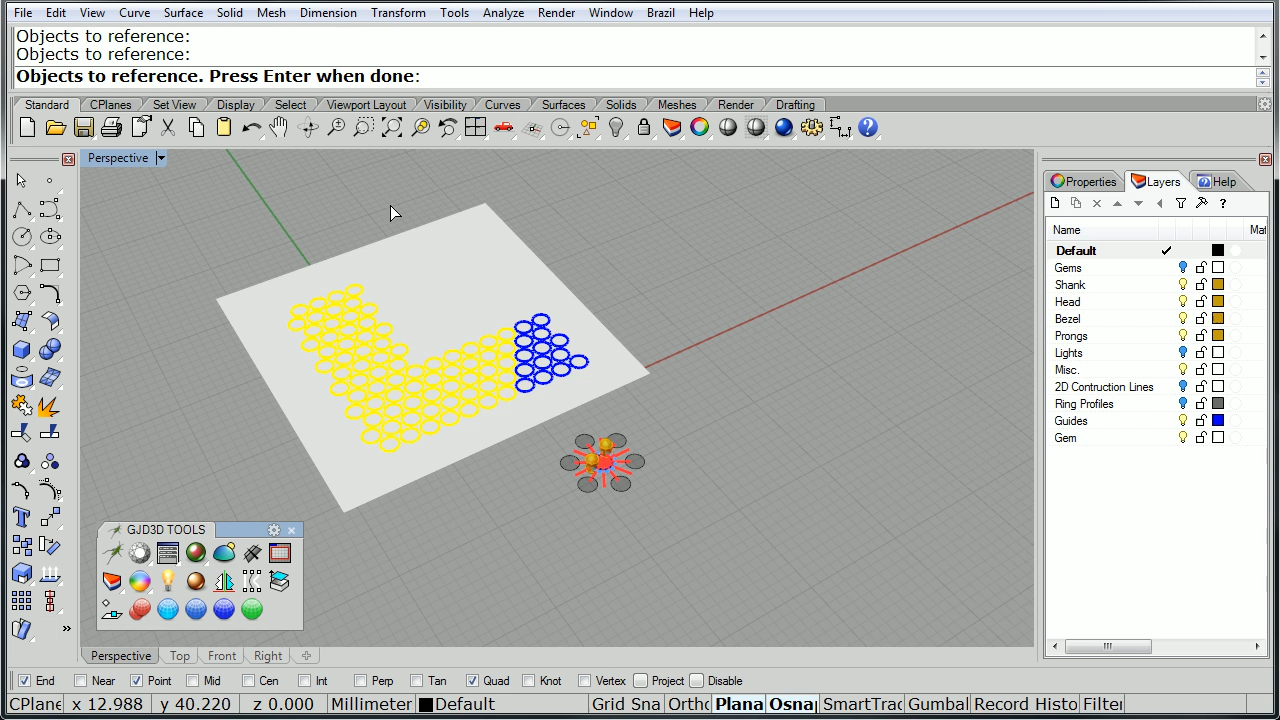 File Edit View Curve Surface Solid Mesh Dimension Transform Tools Analyze Render Window Brazil Help
Objects to reference:
Objects to reference:
Objects to reference. Press Enter when done:
Standard CPlanes Set View Display Select Viewport Layout Visibility Curves Surfaces Solids Meshes Render Drafting
Perspective
Properties Layers Help
Name Mat
Default
Gems
Shank
Head
Bezel
Prongs
Lights
Misc.
2D Contruction Lines
Ring Profiles
Guides
Gem
GJD3D TOOLS
Perspective Top Front Right
End Near Point Mid Cen Int Perp Tan Quad Knot Vertex Project Disable
CPlane x 12.988 y 40.220 z 0.000 Millimeter Default Grid Sna Ortho Plana Osnap SmartTrac Gumbal Record Histo Filter